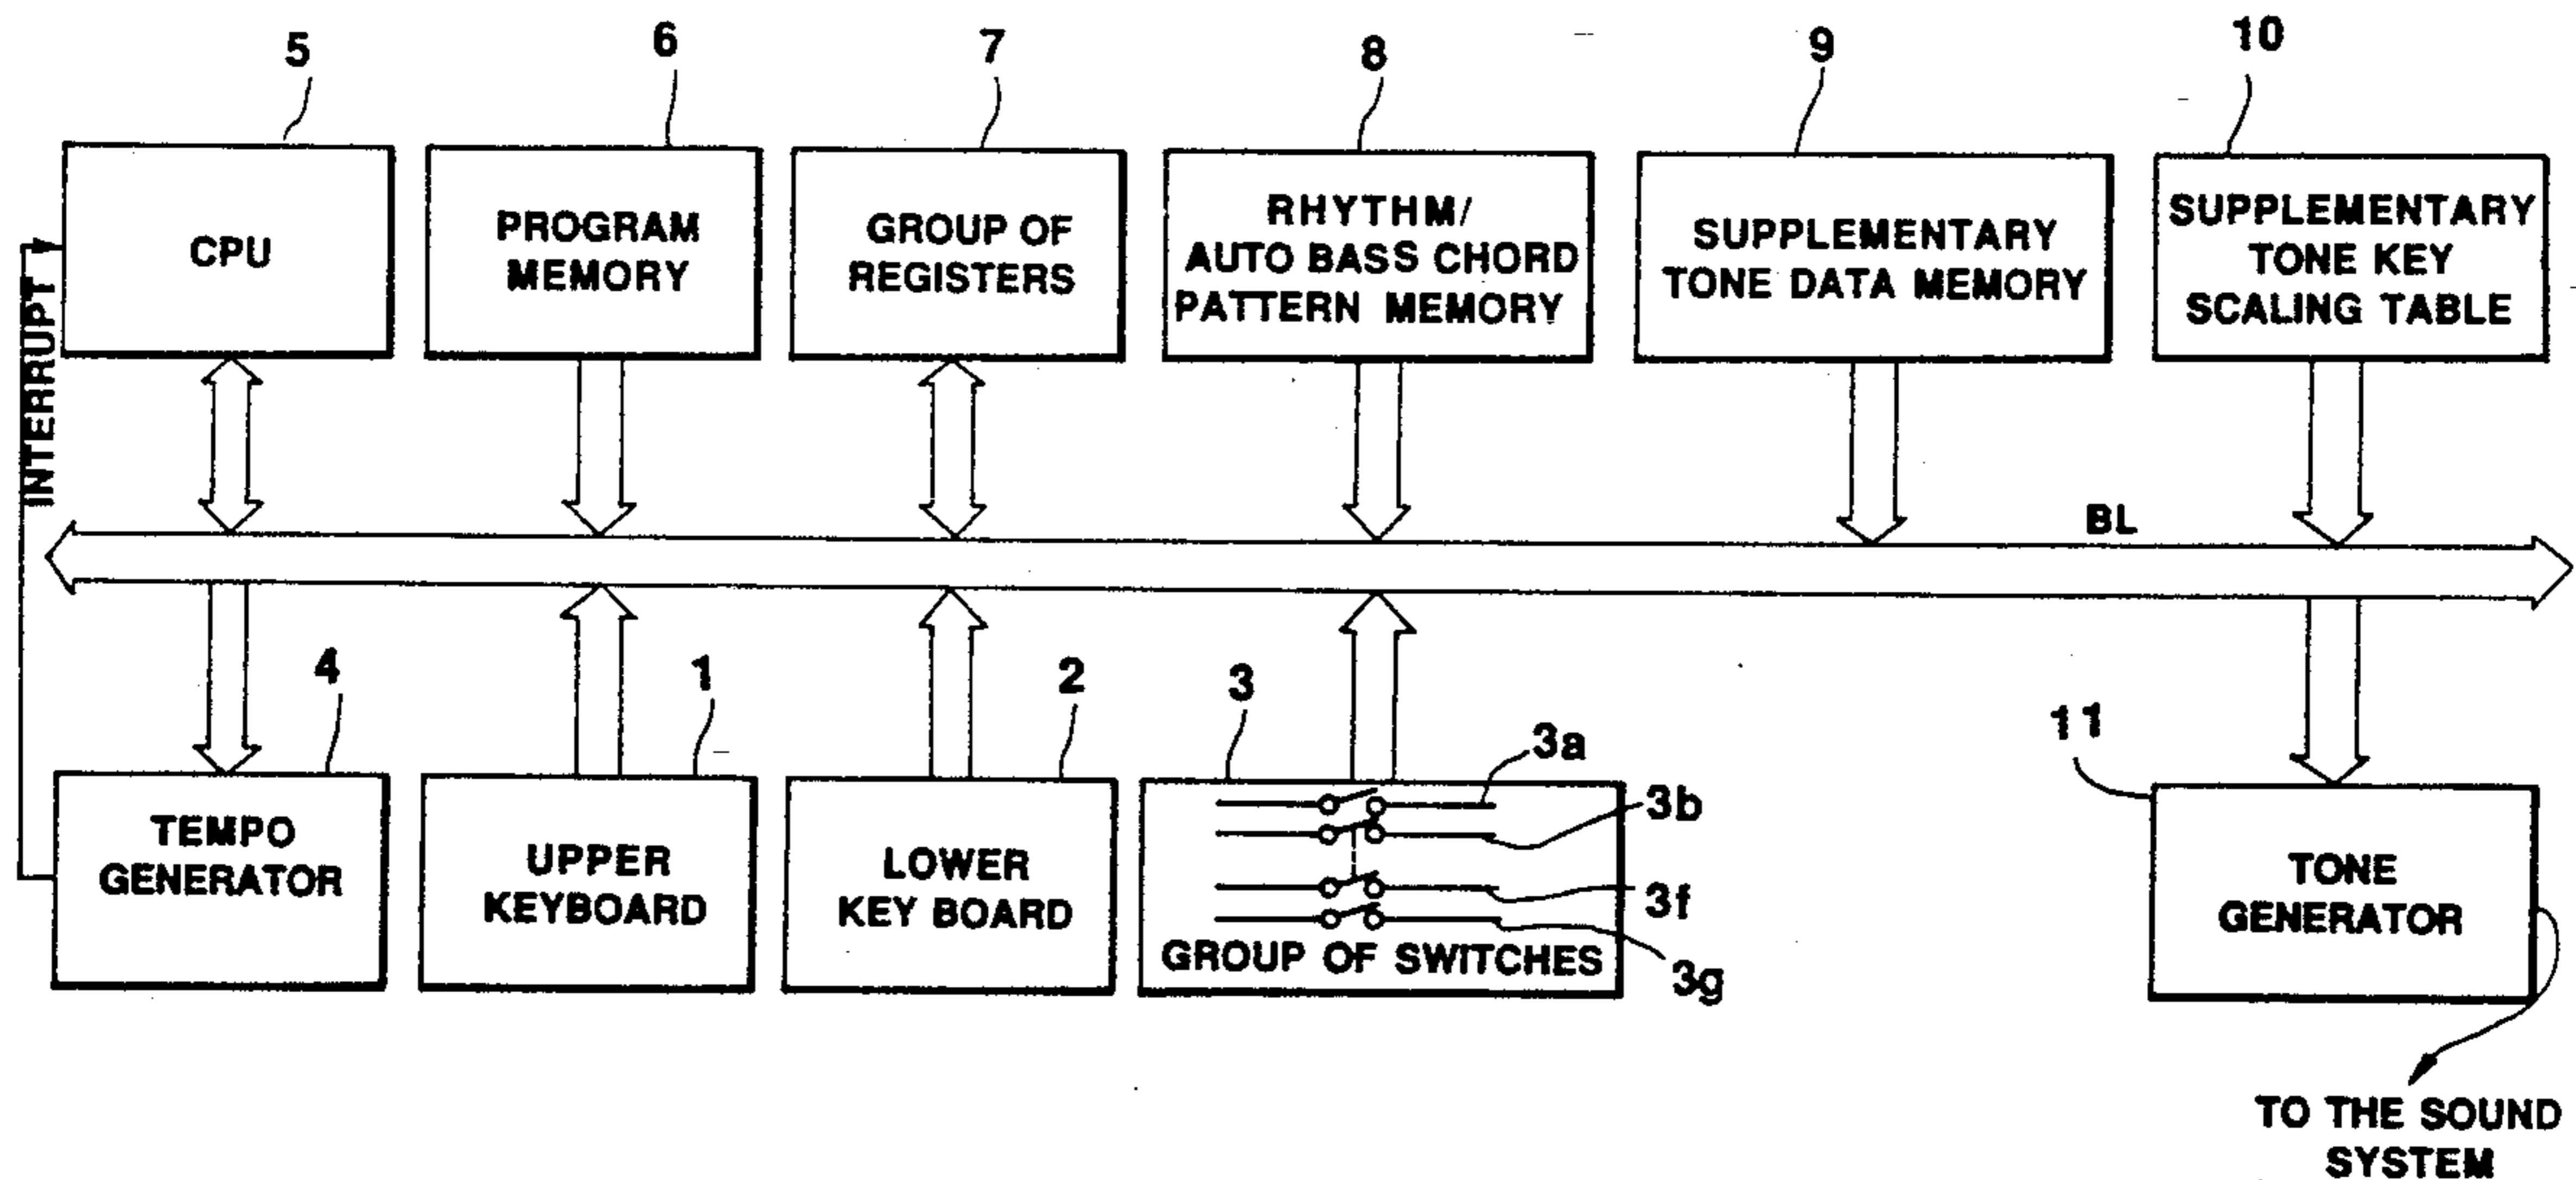 5
6
7
8
9
10
CPU
PROGRAM
MEMORY
GROUP OF
REGISTERS
RHYTHM/
AUTO BASS CHORD
PATTERN MEMORY
SUPPLEMENTARY
TONE DATA MEMORY
SUPPLEMENTARY
TONE KEY
SCALING TABLE
INTERRUPT
BL
4
1
2
3
3a
3b
3f
3g
11
TEMPO
GENERATOR
UPPER
KEYBOARD
LOWER
KEY BOARD
GROUP OF SWITCHES
TONE
GENERATOR
TO THE SOUND
SYSTEM